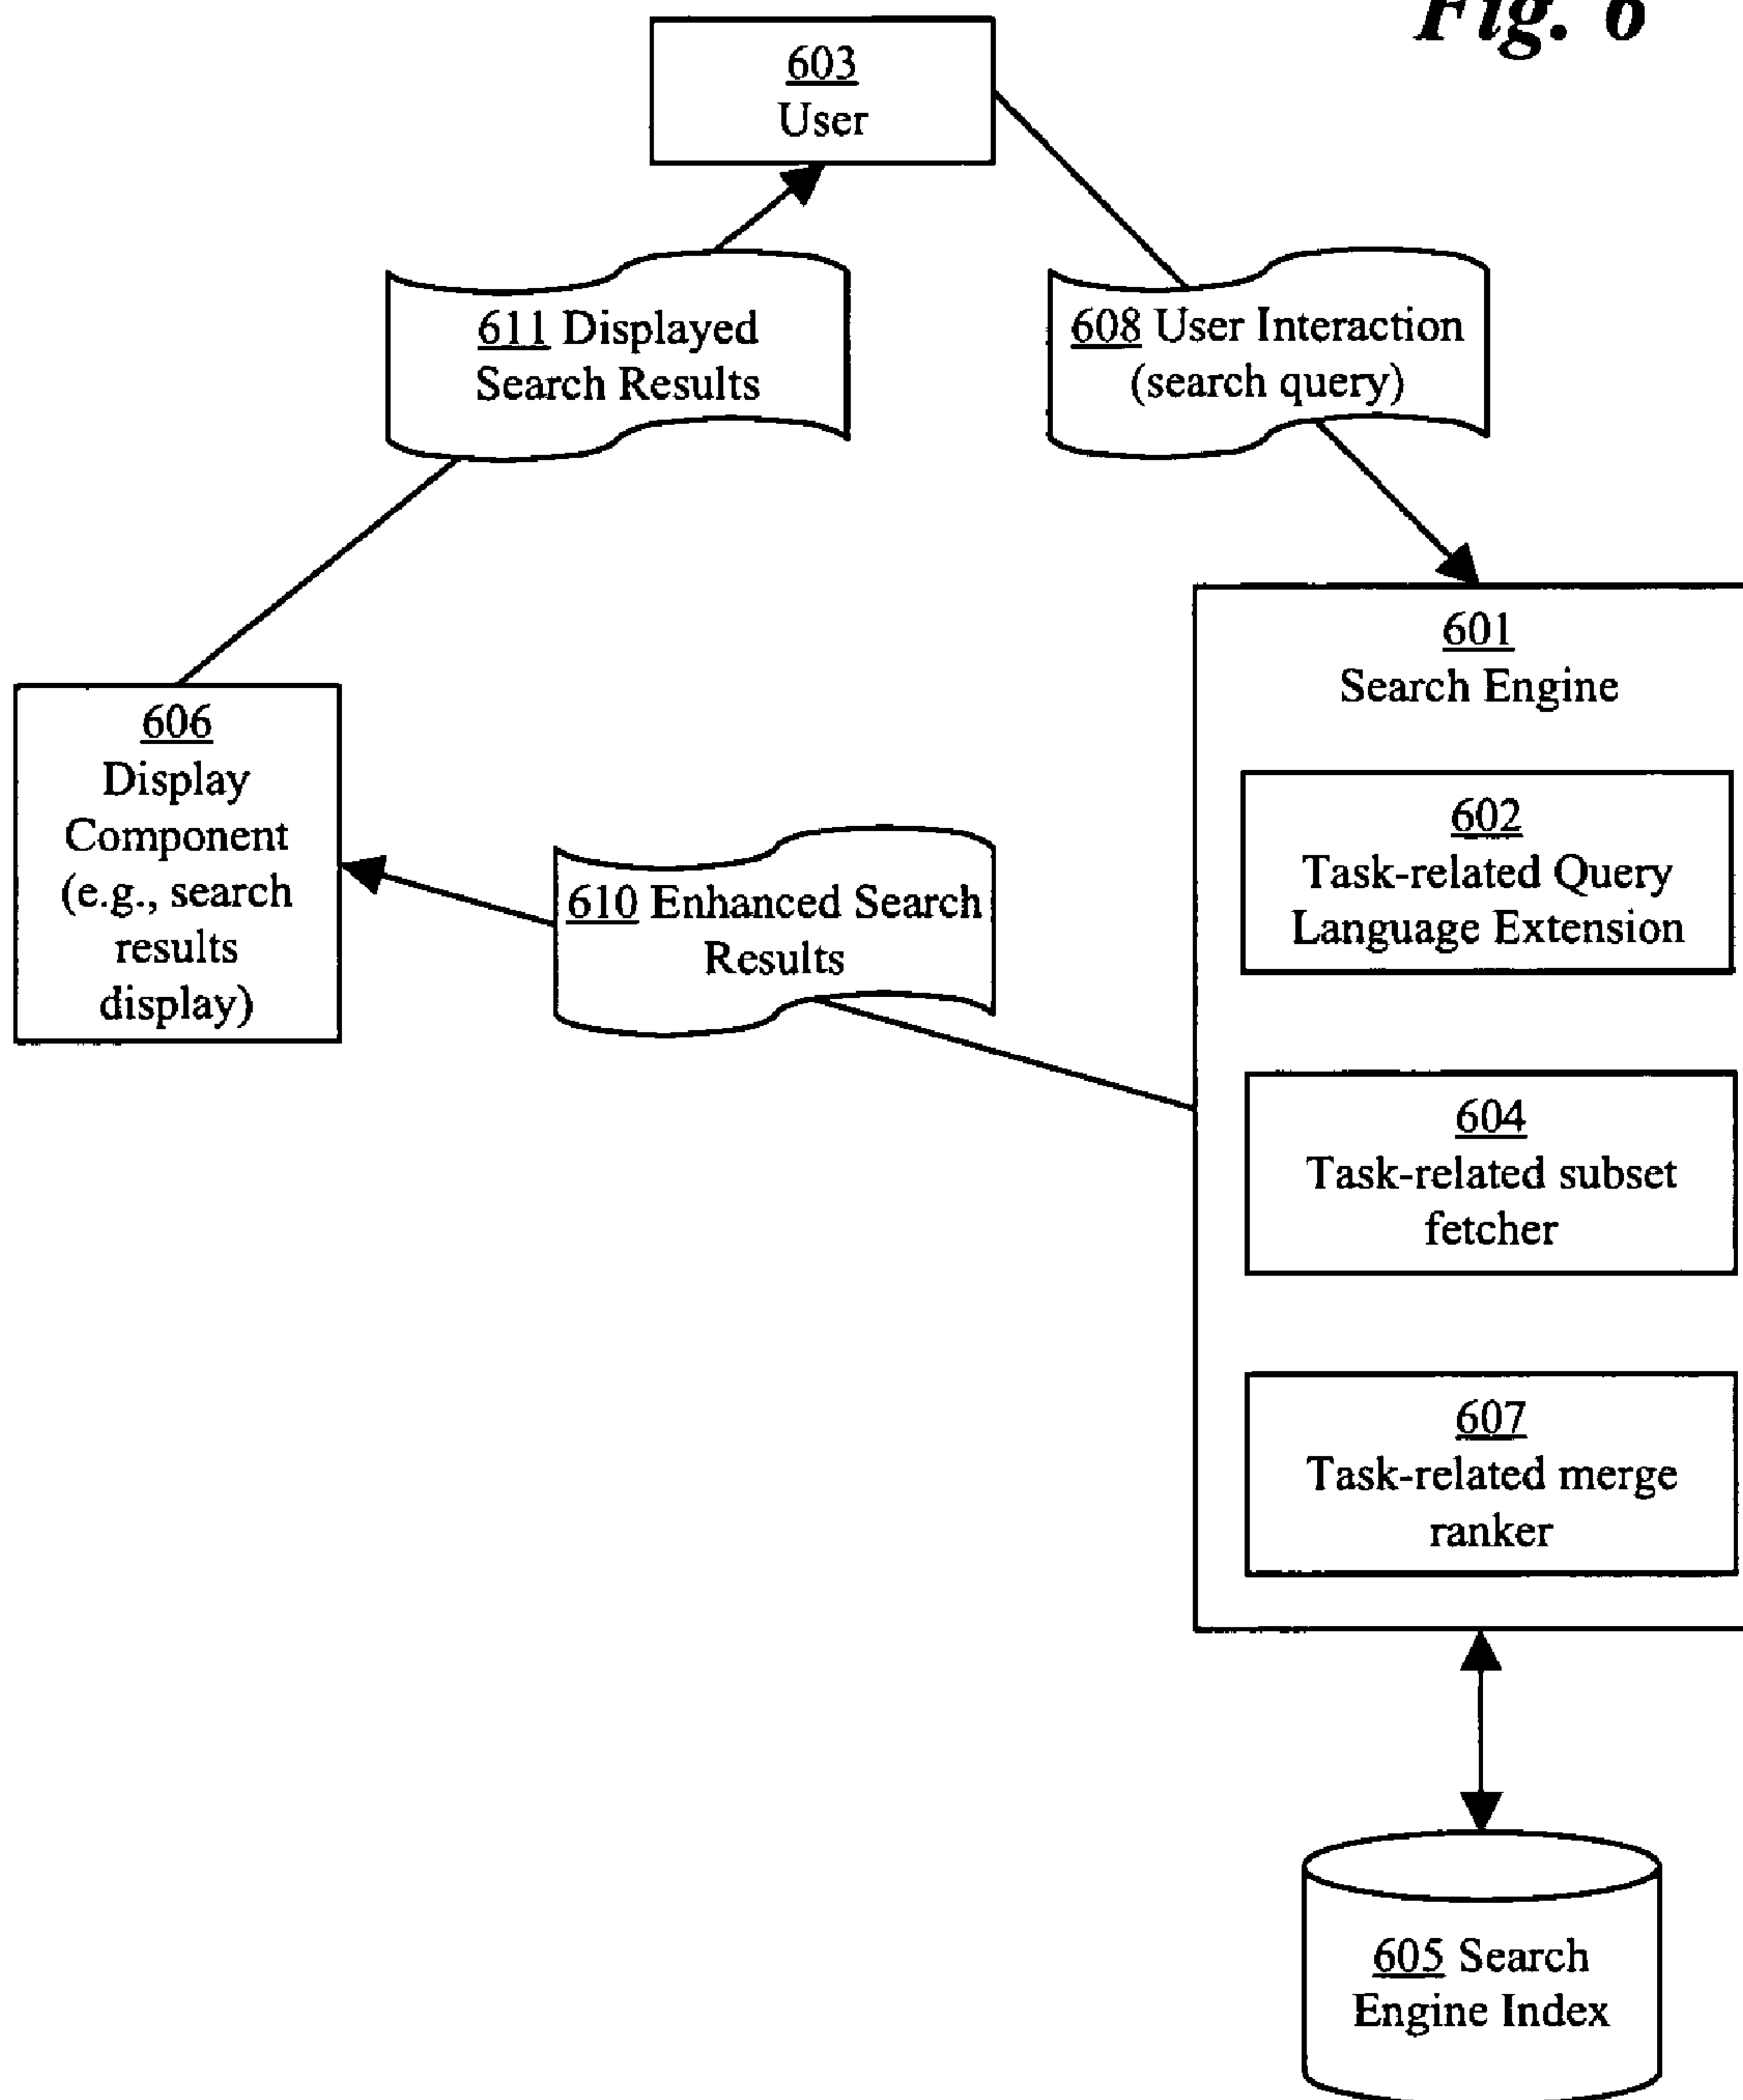 Fig. 6
603
User
611 Displayed
Search Results
608 User Interaction
(search query)
601
Search Engine
606
Display
Component
(e.g., search
results
display)
602
Task-related Query
Language Extension
610 Enhanced Search
Results
604
Task-related subset
fetcher
607
Task-related merge
ranker
605 Search
Engine Index